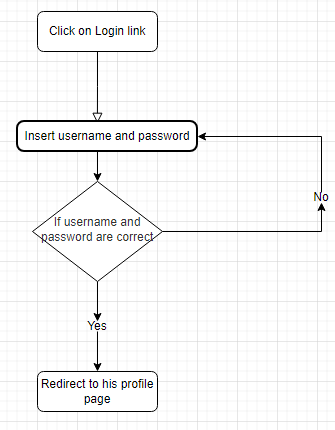 Click on Login link
Insert username and password
No
If username and
password are correct
Yes
Redirect to his profile
page